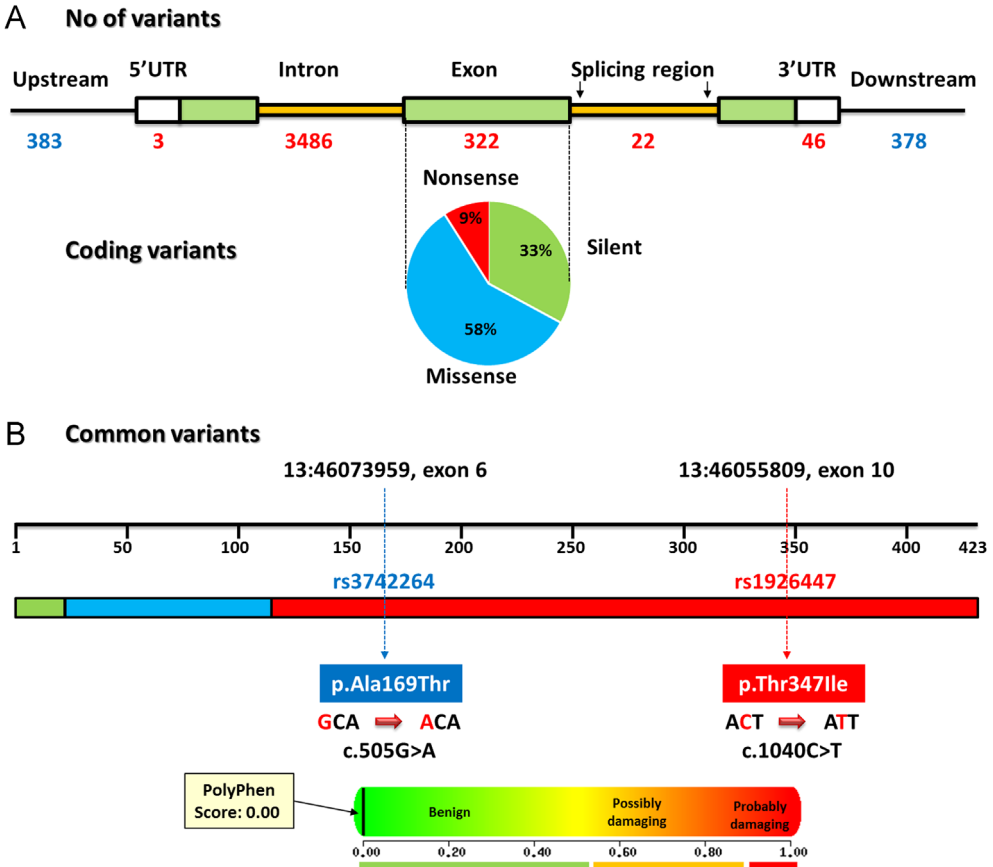 A
No of variants
Upstream
5’UTR
Intron
Exon
Splicing region
3’UTR
Downstream
383
3
3486
322
22
46
378
Nonsense
9%
33%
Silent
Coding variants
58%
Missense
B
Common variants
13:46073959, exon 6
13:46055809, exon 10
1
50
100
150
200
250
300
350
400
423
rs3742264
rs1926447
p.Ala169Thr
p.Thr347Ile
GCA
ACA
ACT
ATT
c.505G>A
c.1040C>T
PolyPhen
Score: 0.00
Benign
Possibly
damaging
Probably
damaging
0.00
0.20
0.40
0.60
0.80
1.00